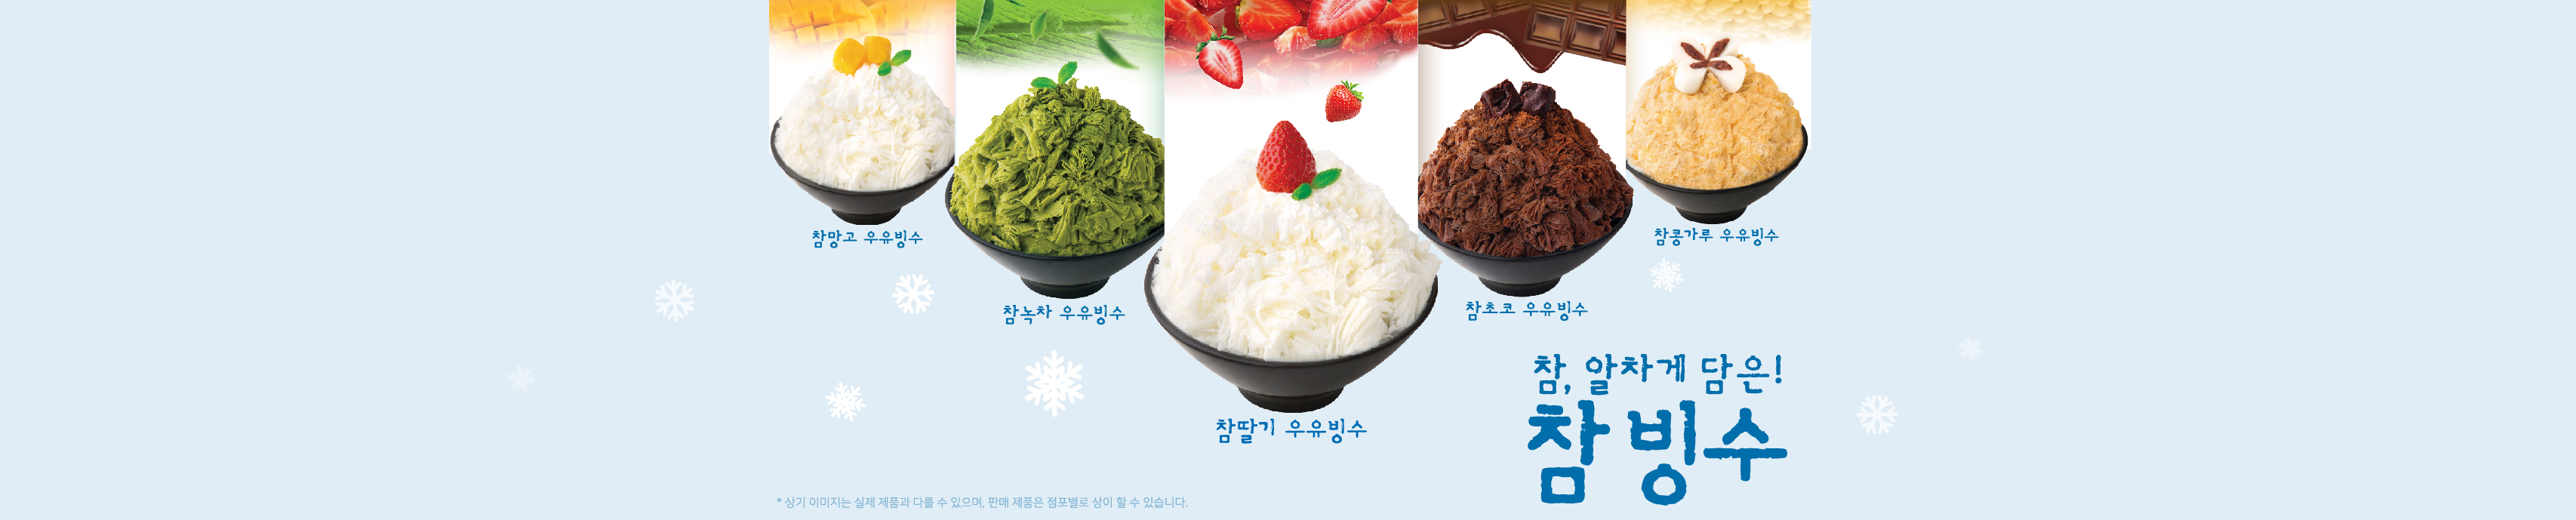 참망고 우유빙수
참녹차 우유빙수
참딸기 우유빙수
참초코 우유빙수
참콩가루 우유빙수
참, 알차게 담은!
참빙수
* 상기 이미지는 실제 제품과 다를 수 있으며, 판매 제품은 점포별로 상이 할 수 있습니다.